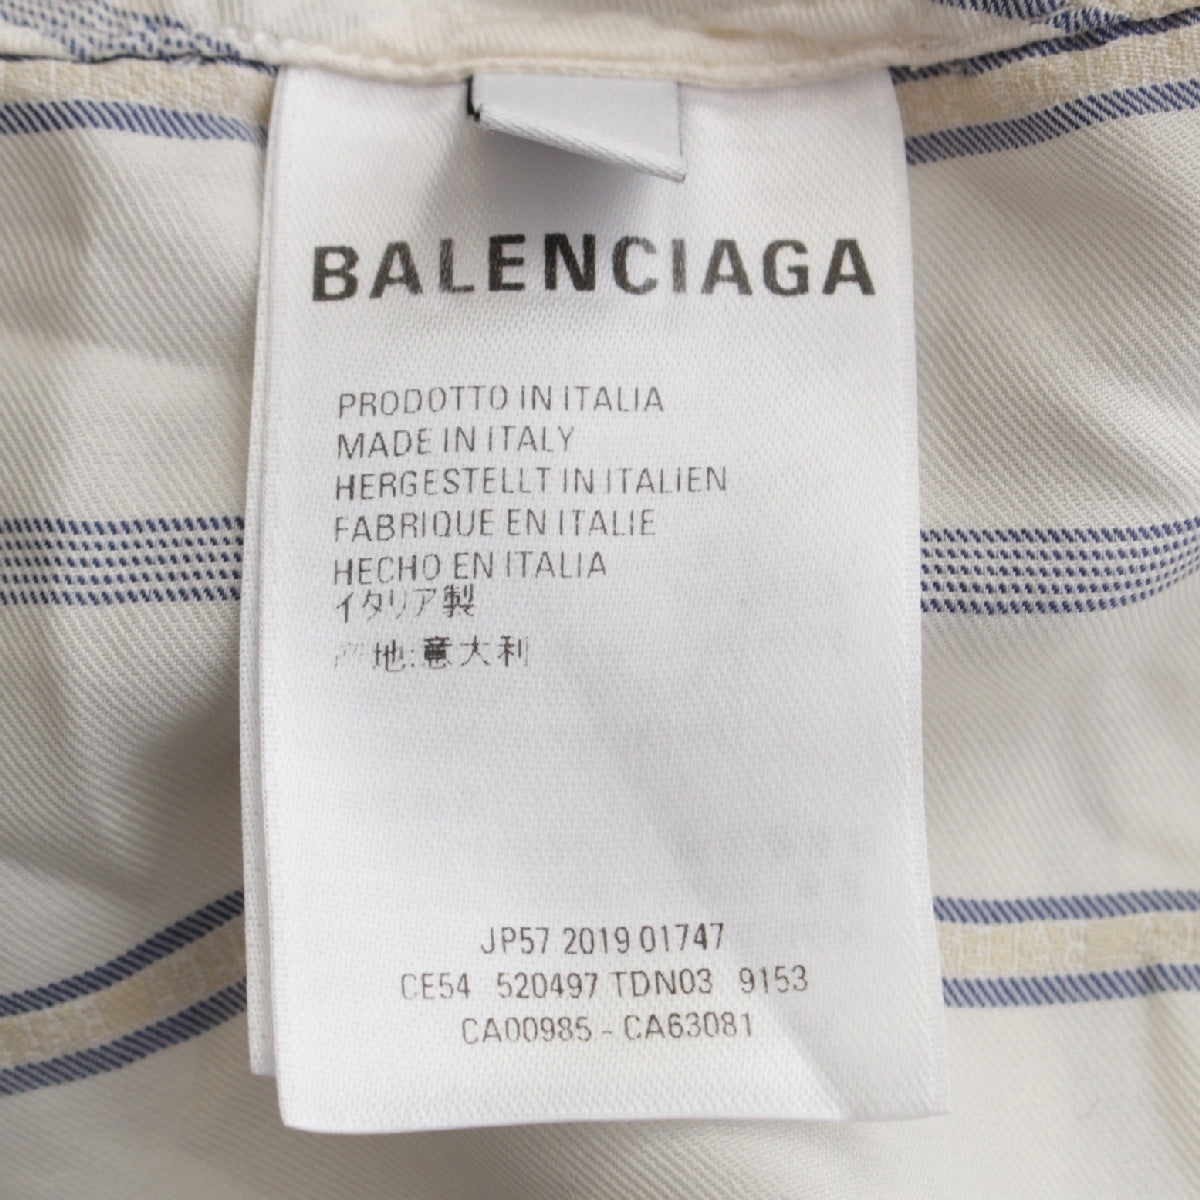 BALENCIAGA
PRODOTTO IN ITALIA
MADE IN ITALY
HERGESTELLT IN ITALIEN
FABRIQUE EN ITALIE
HECHO EN ITALIA
イタリア製
产地:意大利
JP57 2019 01747
CE54 520497 TDN03 9153
CA00985 - CA63081